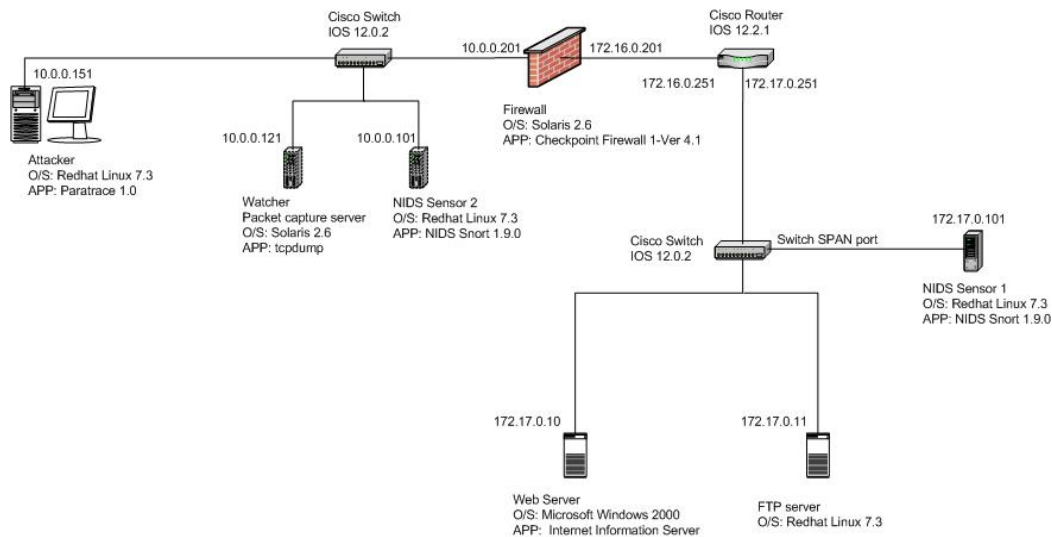 Cisco Switch
IOS 12.0.2
Cisco Router
IOS 12.2.1
10.0.0.201
172.16.0.201
10.0.0.151
172.16.0.251
172.17.0.251
Firewall
O/S: Solaris 2.6
APP: Checkpoint Firewall 1-Ver 4.1
10.0.0.121
10.0.0.101
Attacker
O/S: Redhat Linux 7.3
APP: Paratrace 1.0
Watcher
Packet capture server
O/S: Solaris 2.6
APP: tcpdump
NIDS Sensor 2
O/S: Redhat Linux 7.3
APP: NIDS Snort 1.9.0
172.17.0.101
Cisco Switch
IOS 12.0.2
Switch SPAN port
NIDS Sensor 1
O/S: Redhat Linux 7.3
APP: NIDS Snort 1.9.0
172.17.0.10
172.17.0.11
Web Server
O/S: Microsoft Windows 2000
APP: Internet Information Server
FTP server
O/S: Redhat Linux 7.3